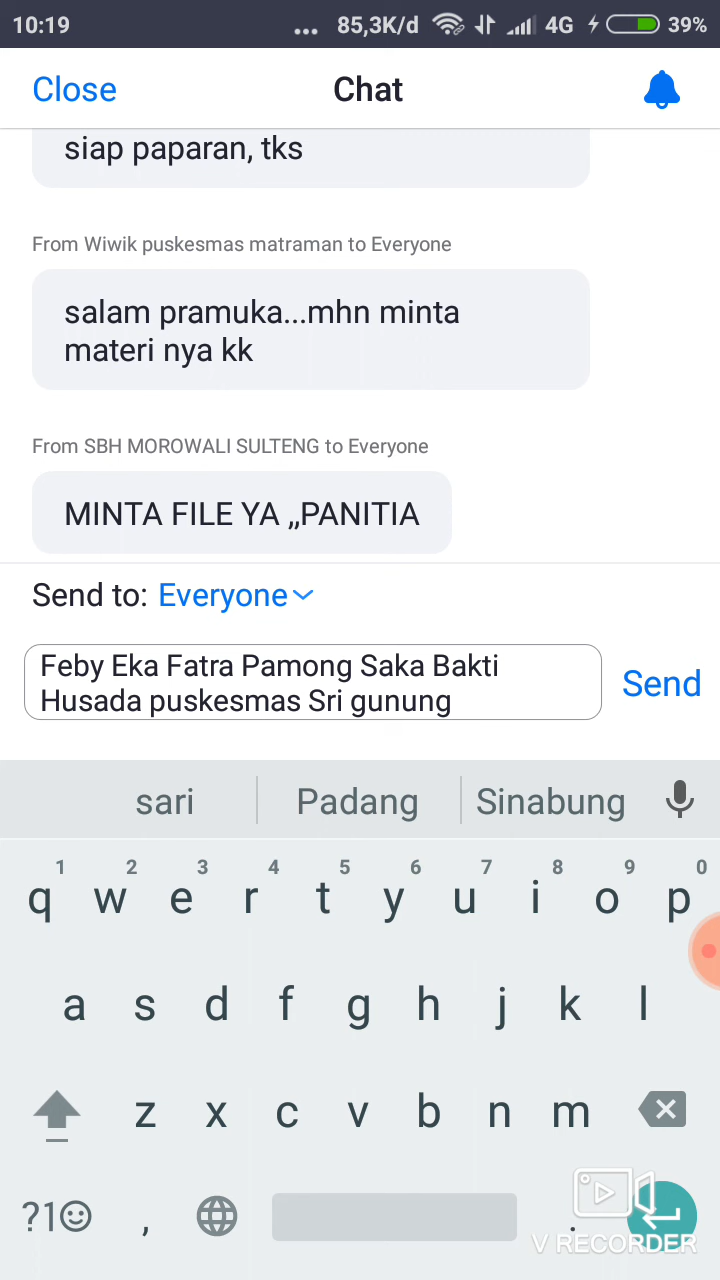 10:19 ... 85,3K/d 4G 39%
Close Chat
siap paparan, tks
From Wiwik puskesmas matraman to Everyone
salam pramuka...mhn minta
materi nya kk
From SBH MOROWALI SULTENG to Everyone
MINTA FILE YA ,,PANITIA
Send to: Everyone
Feby Eka Fatra Pamong Saka Bakti
Husada puskesmas Sri gunung
Send
sari Padang Sinabung
1 2 3 4 5 6 7 8 9 0
q w e r t y u i o p
a s d f g h j k l
z x c v b n m
?1 , .
V RECORDER